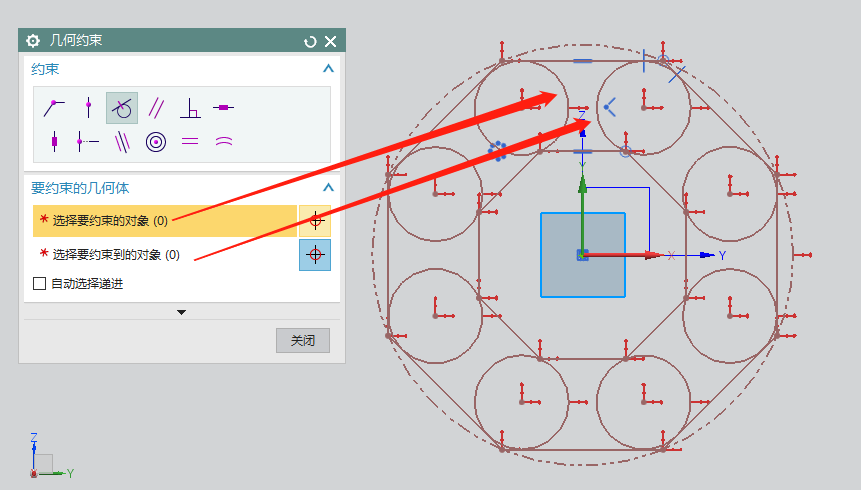 几何约束
约束
要约束的几何体
* 选择要约束的对象 (0)
* 选择要约束到的对象 (0)
自动选择递进
关闭
Z
X
Y
Z
Y